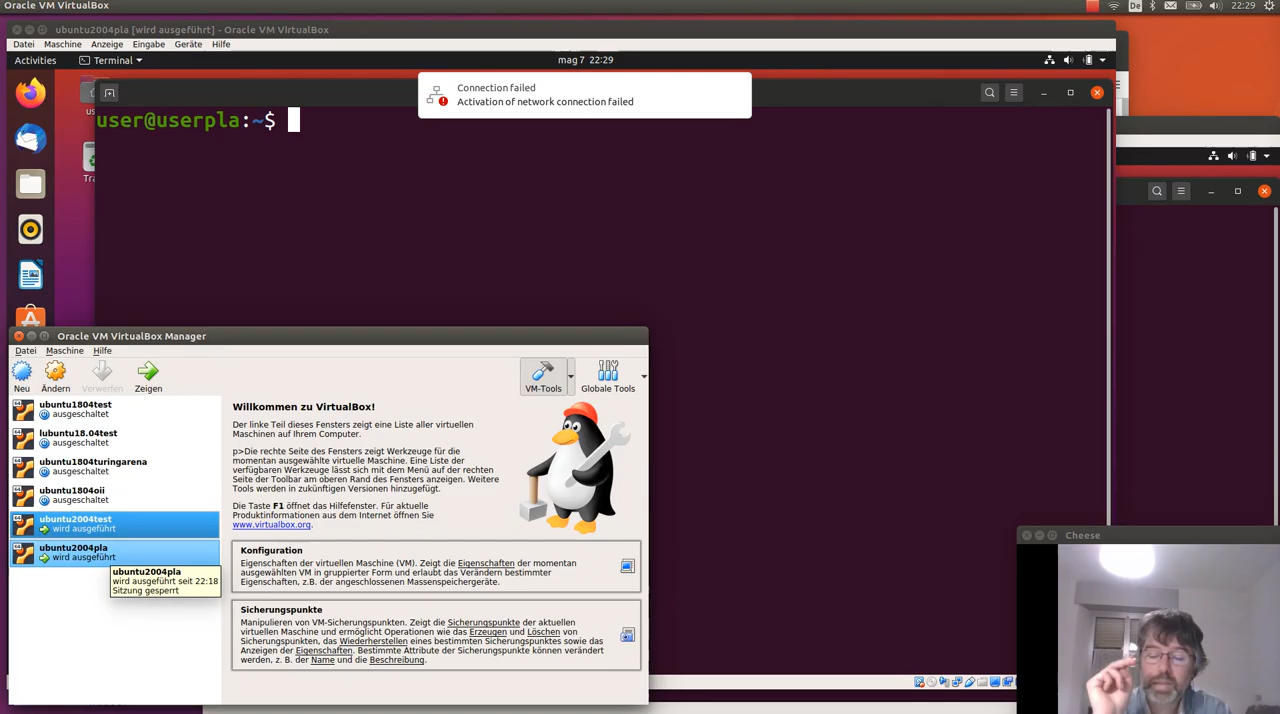 Oracle VM VirtualBox
De
22:29
ubuntu2004pla [wird ausgeführt] - Oracle VM VirtualBox
Datei Maschine Anzeige Eingabe Geräte Hilfe
Activities
Terminal
mag 7 22:29
Connection failed
Activation of network connection failed
us
user@userpla:~$
Tra
Oracle VM VirtualBox Manager
Datei Maschine Hilfe
Neu Ändern Verwerfen Zeigen
VM-Tools Globale Tools
ubuntu1804test
ausgeschaltet
lubuntu18.04test
ausgeschaltet
ubuntu1804turingarena
ausgeschaltet
ubuntu1804oii
ausgeschaltet
ubuntu2004test
wird ausgeführt
ubuntu2004pla
wird ausgeführt
ubuntu2004pla
wird ausgeführt seit 22:18
Sitzung gesperrt
Willkommen zu VirtualBox!
Der linke Teil dieses Fensters zeigt eine Liste aller virtuellen
Maschinen auf Ihrem Computer.
p>Die rechte Seite des Fensters zeigt Werkzeuge für die
momentan ausgewählte virtuelle Maschine. Eine Liste der
verfügbaren Werkzeuge lässt sich mit dem Menü auf der rechten
Seite der Toolbar am oberen Rand des Fensters anzeigen. Weitere
Tools werden in zukünftigen Versionen hinzugefügt.
Die Taste F1 öffnet das Hilfefenster. Für aktuelle
Produktinformationen aus dem Internet öffnen Sie
www.virtualbox.org.
Konfiguration
Eigenschaften der virtuellen Maschine (VM). Zeigt die Eigenschaften der momentan
ausgewählten VM in gruppierter Form und erlaubt das Verändern bestimmter
Eigenschaften, z.B. der angeschlossenen Massenspeichergeräte.
Sicherungspunkte
Manipulieren von VM-Sicherungspunkten. Zeigt die Sicherungspunkte der aktuellen
virtuellen Maschine und ermöglicht Operationen wie das Erzeugen und Löschen von
Sicherungspunkten, das Wiederherstellen eines bestimmten Sicherungspunktes sowie das
Anzeigen der Eigenschaften. Bestimmte Attribute der Sicherungspunkte können verändert
werden, z. B. der Name und die Beschreibung.
Cheese